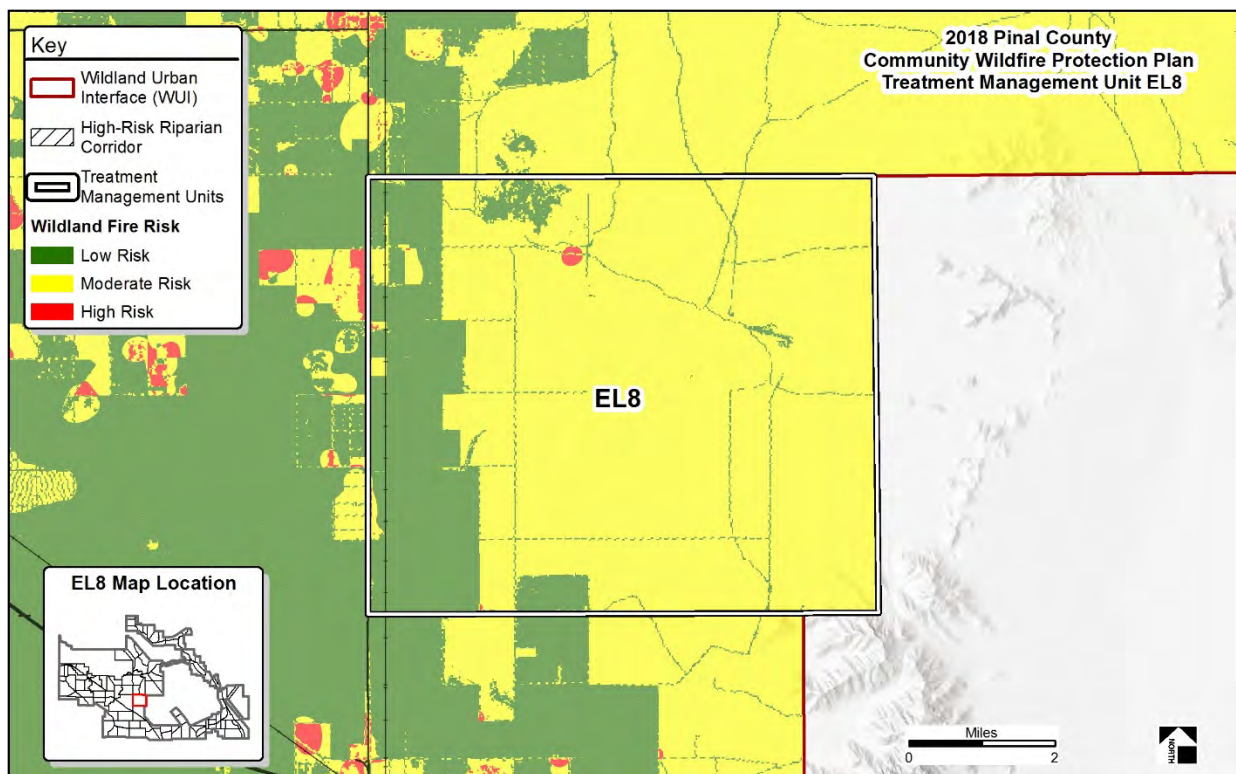 Key
Wildland Urban
Interface (WUI)
High-Risk Riparian
Corridor
Treatment
Management Units
Wildland Fire Risk
Low Risk
Moderate Risk
High Risk
2018 Pinal County
Community Wildfire Protection Plan
Treatment Management Unit EL8
EL8
EL8 Map Location
Miles
0
2
NORTH